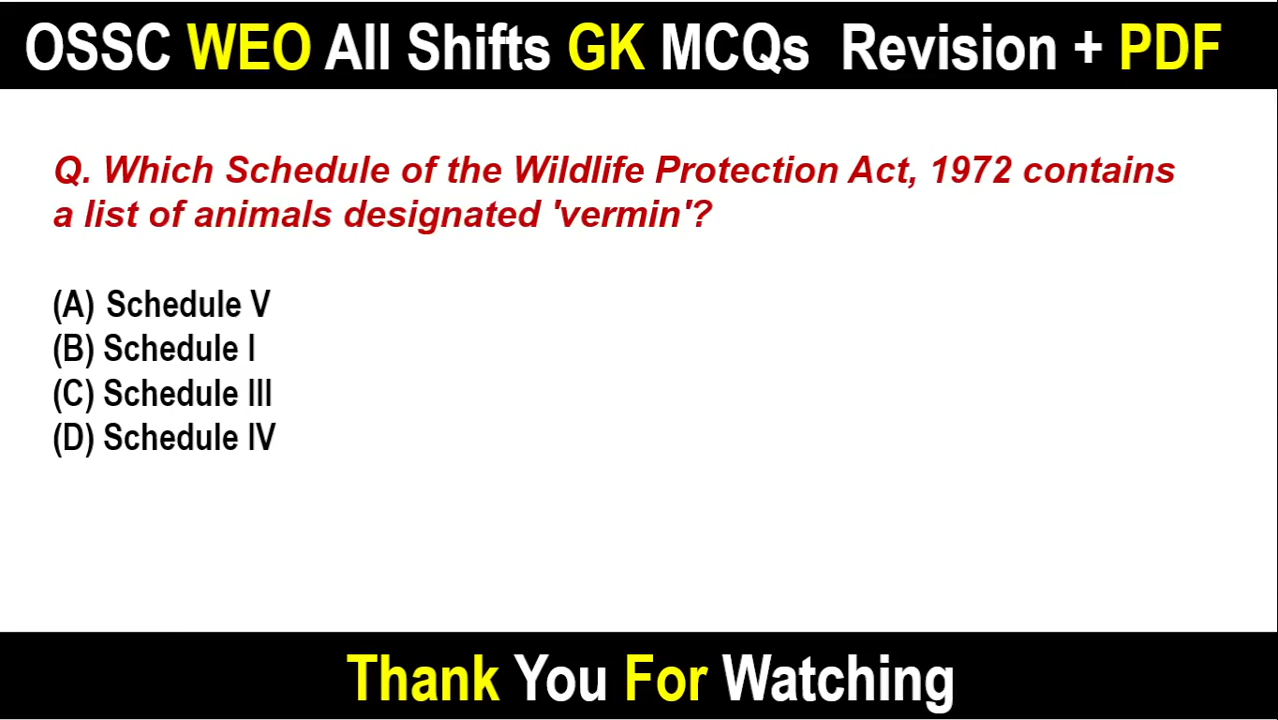 OSSC WEO All Shifts GK MCQs Revision + PDF
Q. Which Schedule of the Wildlife Protection Act, 1972 contains
a list of animals designated 'vermin'?
(A) Schedule V
(B) Schedule I
(C) Schedule III
(D) Schedule IV
Thank You For Watching